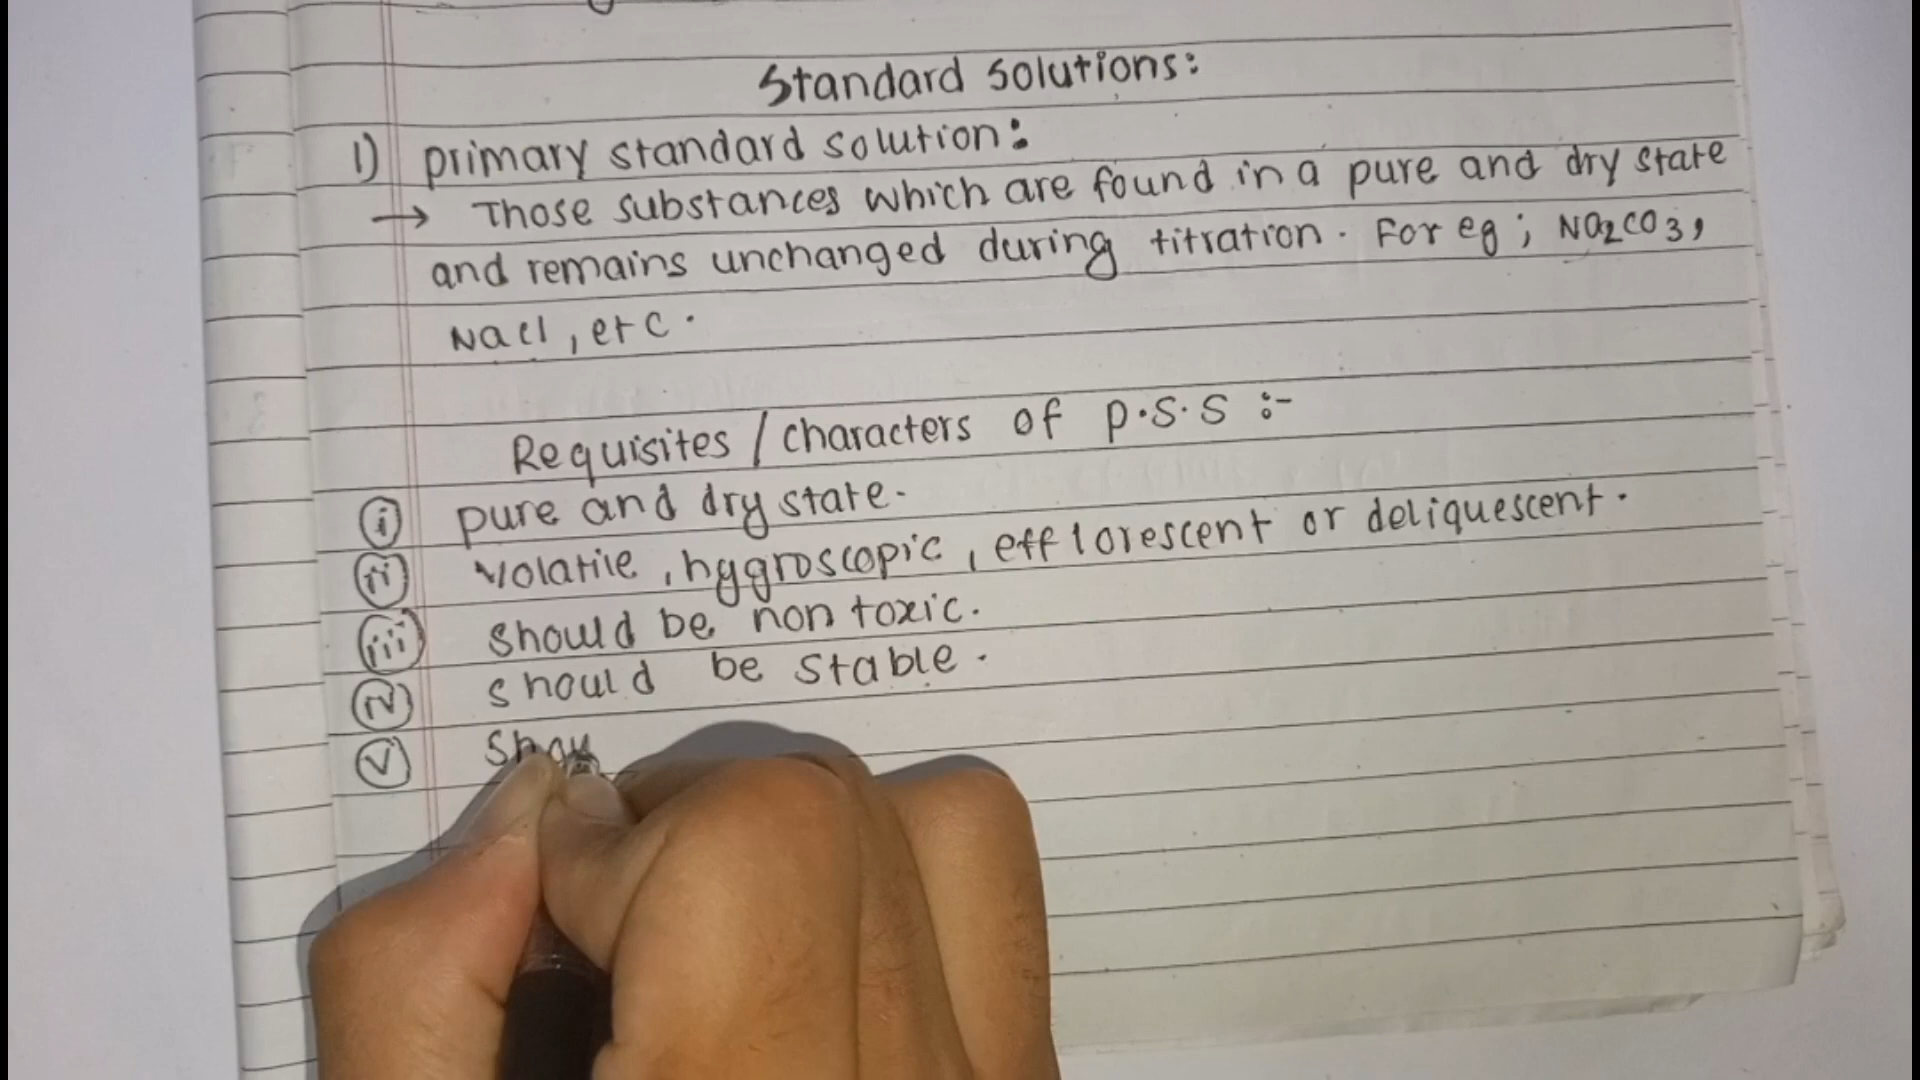 Standard Solutions:
1) primary standard solution:
→ Those substances which are found in a pure and dry state
and remains unchanged during titration. For eg; Na2CO3,
NaCl, etc.
Requisites / characters of P.S.S :-
(i) pure and dry state.
(ii) volatile, hygroscopic, efflorescent or deliquescent.
(iii) should be non toxic.
(iv) should be stable.
(v) Shou